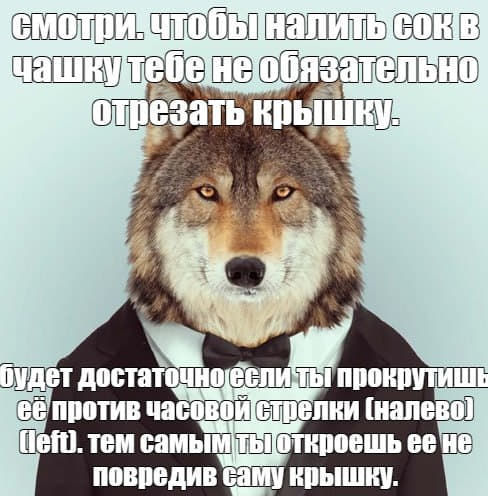 смотри. чтобы налить сок в
чашку тебе не обязательно
отрезать крышку.
будет достаточно если ты прокрутишь
её против часовой стрелки (налево)
(left). тем самым ты откроешь ее не
повредив саму крышку.